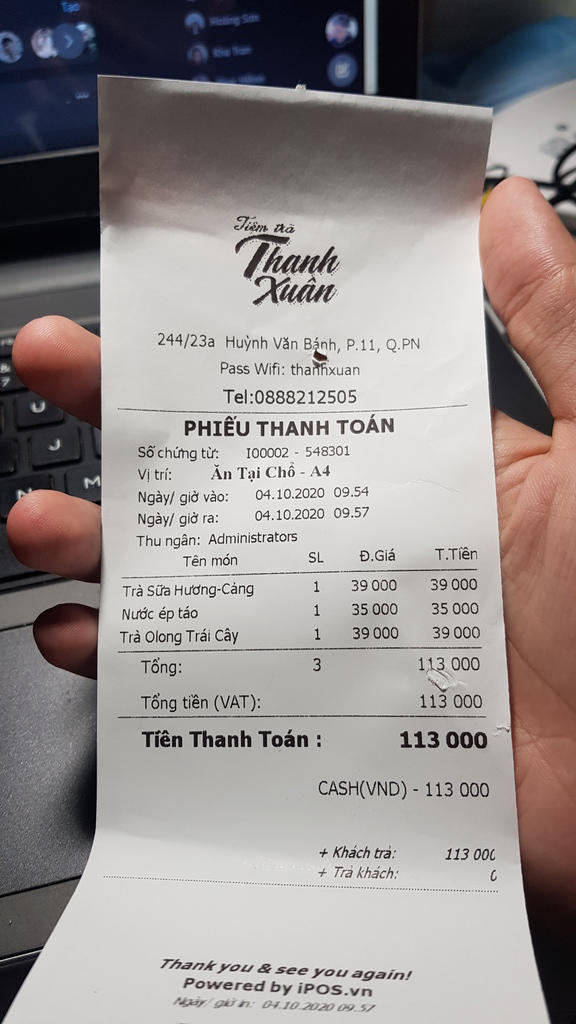 Tạo
Hoàng Sơn
Tiệm trà
Thanh
Xuân
244/23a Huỳnh Văn Bánh, P.11, Q.PN
Pass Wifi: thanhxuan
Tel:0888212505
PHIẾU THANH TOÁN
Số chứng từ: I00002 - 548301
Vị trí: Ăn Tại Chỗ - A4
Ngày/ giờ vào: 04.10.2020 09.54
Ngày/ giờ ra: 04.10.2020 09.57
Thu ngân: Administrators
Tên món SL Đ.Giá T.Tiền
Trà Sữa Hương-Cảng 1 39 000 39 000
Nước ép táo 1 35 000 35 000
Trà Olong Trái Cây 1 39 000 39 000
Tổng: 3 113 000
Tổng tiền (VAT): 113 000
Tiền Thanh Toán : 113 000
CASH(VND) - 113 000
+ Khách trả: 113 000
+ Trả khách: 0
Thank you & see you again!
Powered by iPOS.vn
Ngày/ giờ in: 04.10.2020 09.57
U
J
N
M